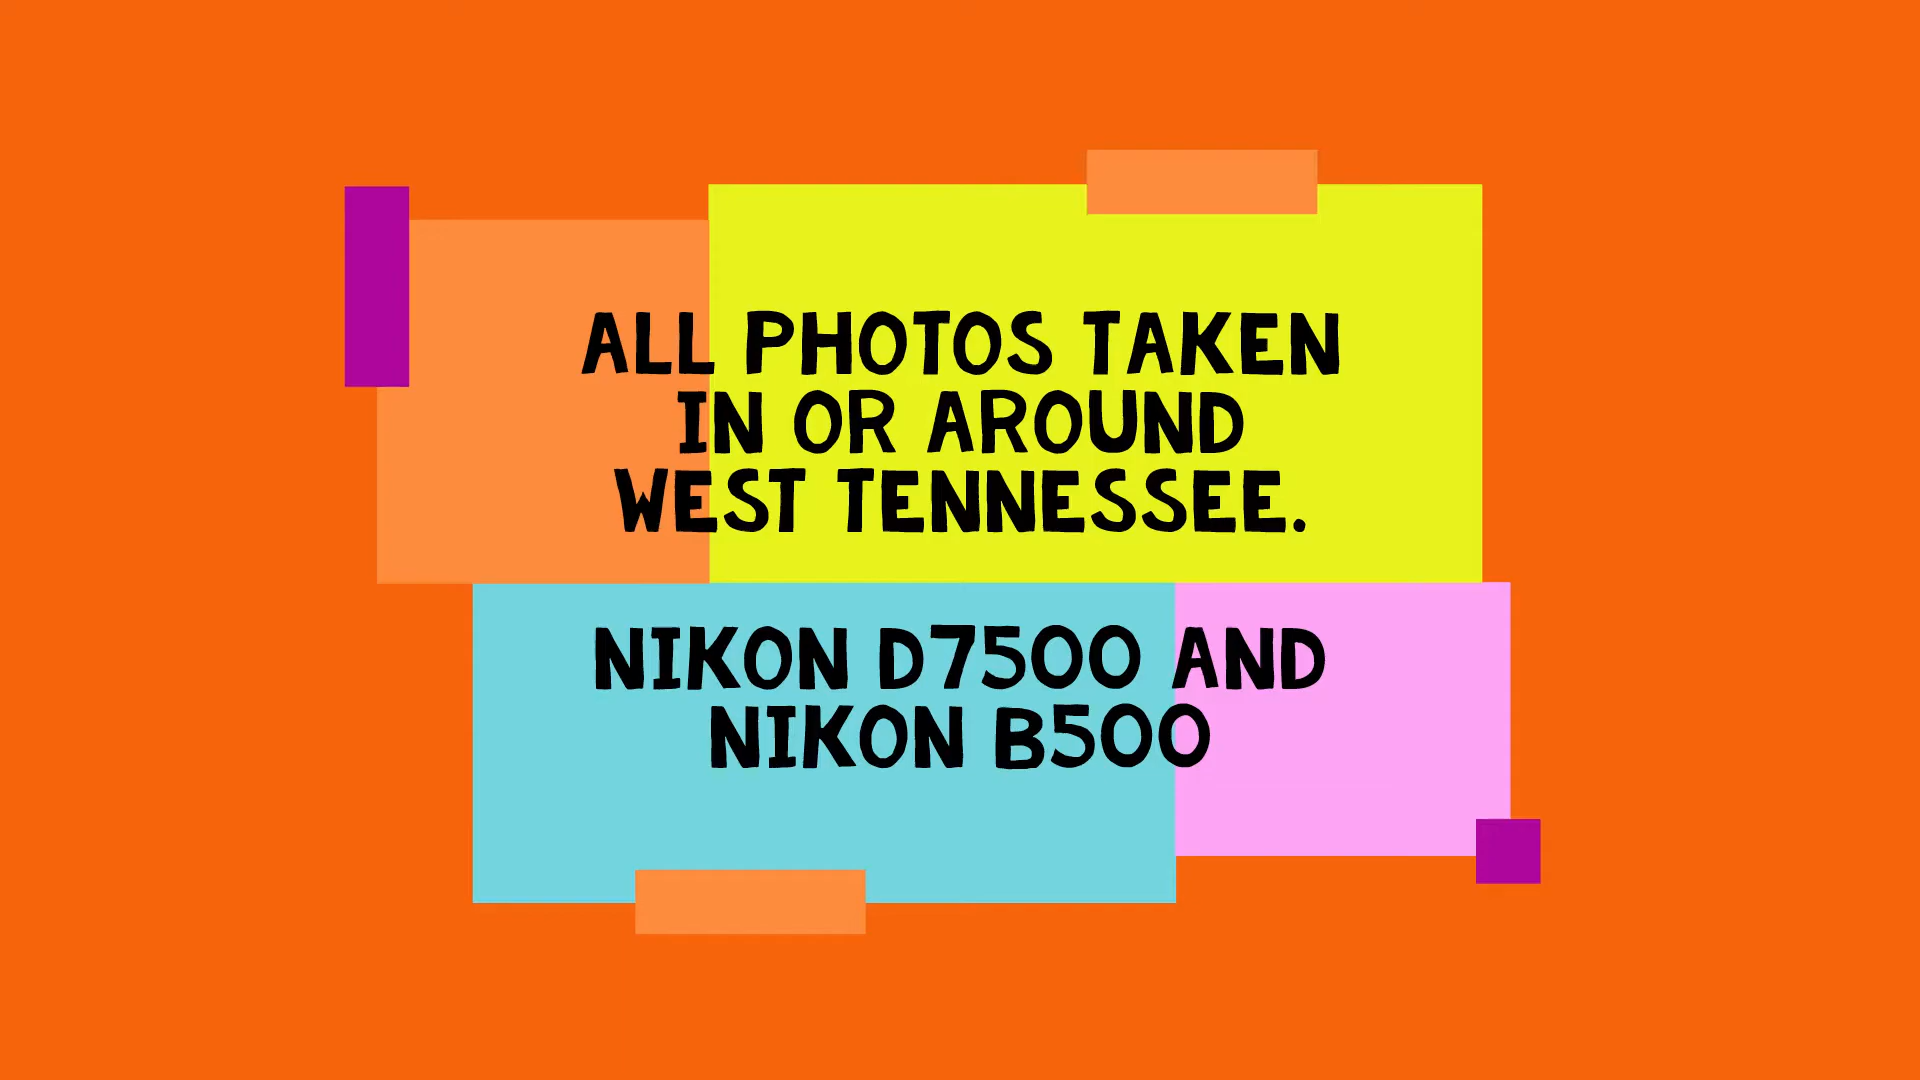 ALL PHOTOS TAKEN
IN OR AROUND
WEST TENNESSEE.
NIKON D7500 AND
NIKON B500